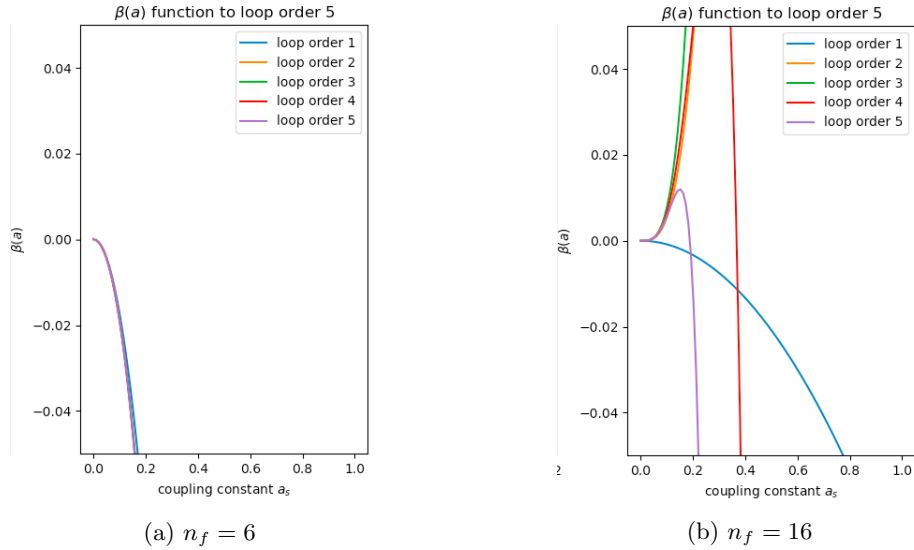 β(a) function to loop order 5
loop order 1
loop order 2
loop order 3
loop order 4
loop order 5
0.04
0.02
0.00
−0.02
−0.04
β(a)
0.0 0.2 0.4 0.6 0.8 1.0
coupling constant aₛ
(a) n_f = 6
β(a) function to loop order 5
loop order 1
loop order 2
loop order 3
loop order 4
loop order 5
0.04
0.02
0.00
−0.02
−0.04
β(a)
2
0.0 0.2 0.4 0.6 0.8 1.0
coupling constant aₛ
(b) n_f = 16